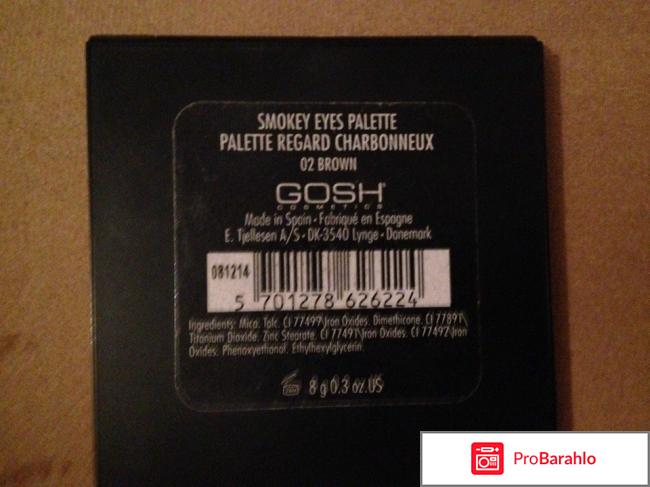 SMOKEY EYES PALETTE
PALETTE REGARD CHARBONNEUX
02 BROWN
GOSH
COSMETICS
Made in Spain • Fabriqué en Espagne
E. Tjellesen A/S • DK-3540 Lynge • Danemark
081214
5 701278 626224
Ingredients: Mica. Talc. CI 77499\Iron Oxides. Dimethicone. CI 77891\
Titanium Dioxide. Zinc Stearate. CI 77491\Iron Oxides. CI 77492\Iron
Oxides. Phenoxyethanol. Ethylhexylglycerin.
8 g 0.3 oz.US
ProBarahlo